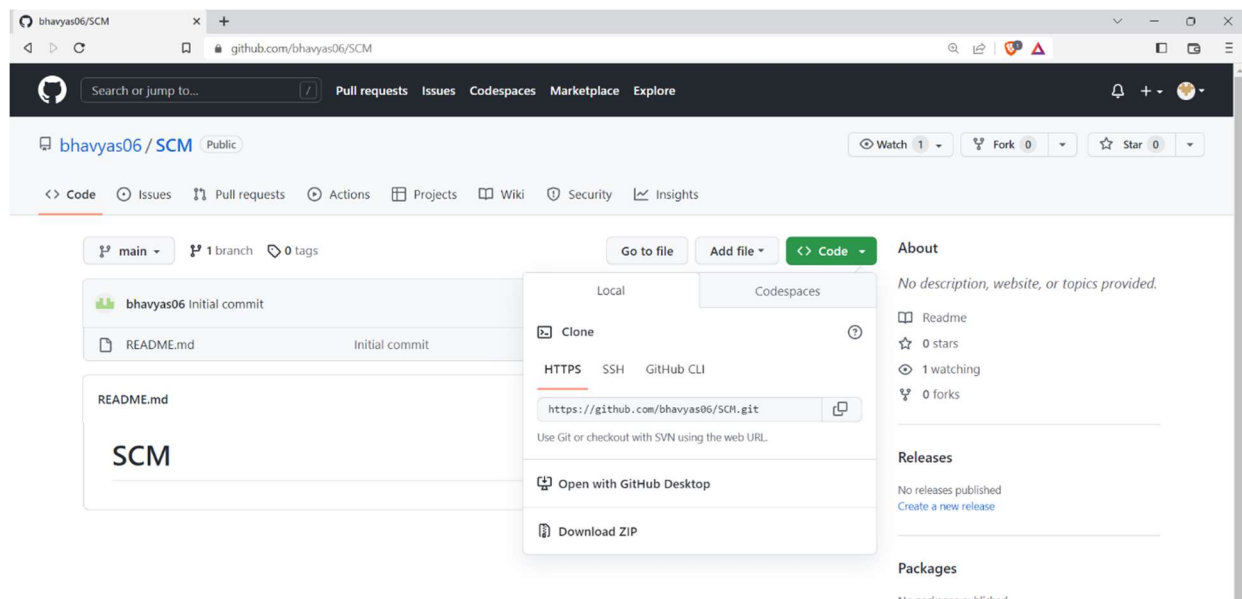 bhavyas06/SCM
github.com/bhavyas06/SCM
Search or jump to... / Pull requests Issues Codespaces Marketplace Explore
bhavyas06 / SCM Public Watch 1 Fork 0 Star 0
Code Issues Pull requests Actions Projects Wiki Security Insights
main 1 branch 0 tags Go to file Add file Code
bhavyas06 Initial commit
README.md Initial commit
README.md
SCM
Local Codespaces
Clone
HTTPS SSH GitHub CLI
https://github.com/bhavyas06/SCM.git
Use Git or checkout with SVN using the web URL.
Open with GitHub Desktop
Download ZIP
About
No description, website, or topics provided.
Readme
0 stars
1 watching
0 forks
Releases
No releases published
Create a new release
Packages